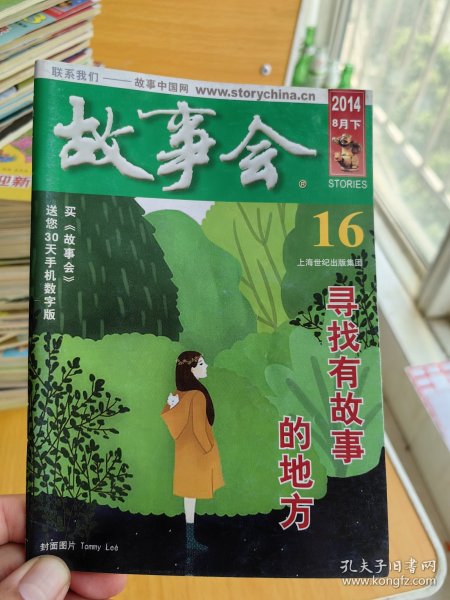 联系我们 —— 故事中国网 www.storychina.cn
故事会
®
2014
8月下
STORIES
16
上海世纪出版集团
买《故事会》
送您30天手机数字版
寻找有故事
的地方
封面图片 Tommy Lee
迎新
孔夫子旧书网
www.kongfz.com